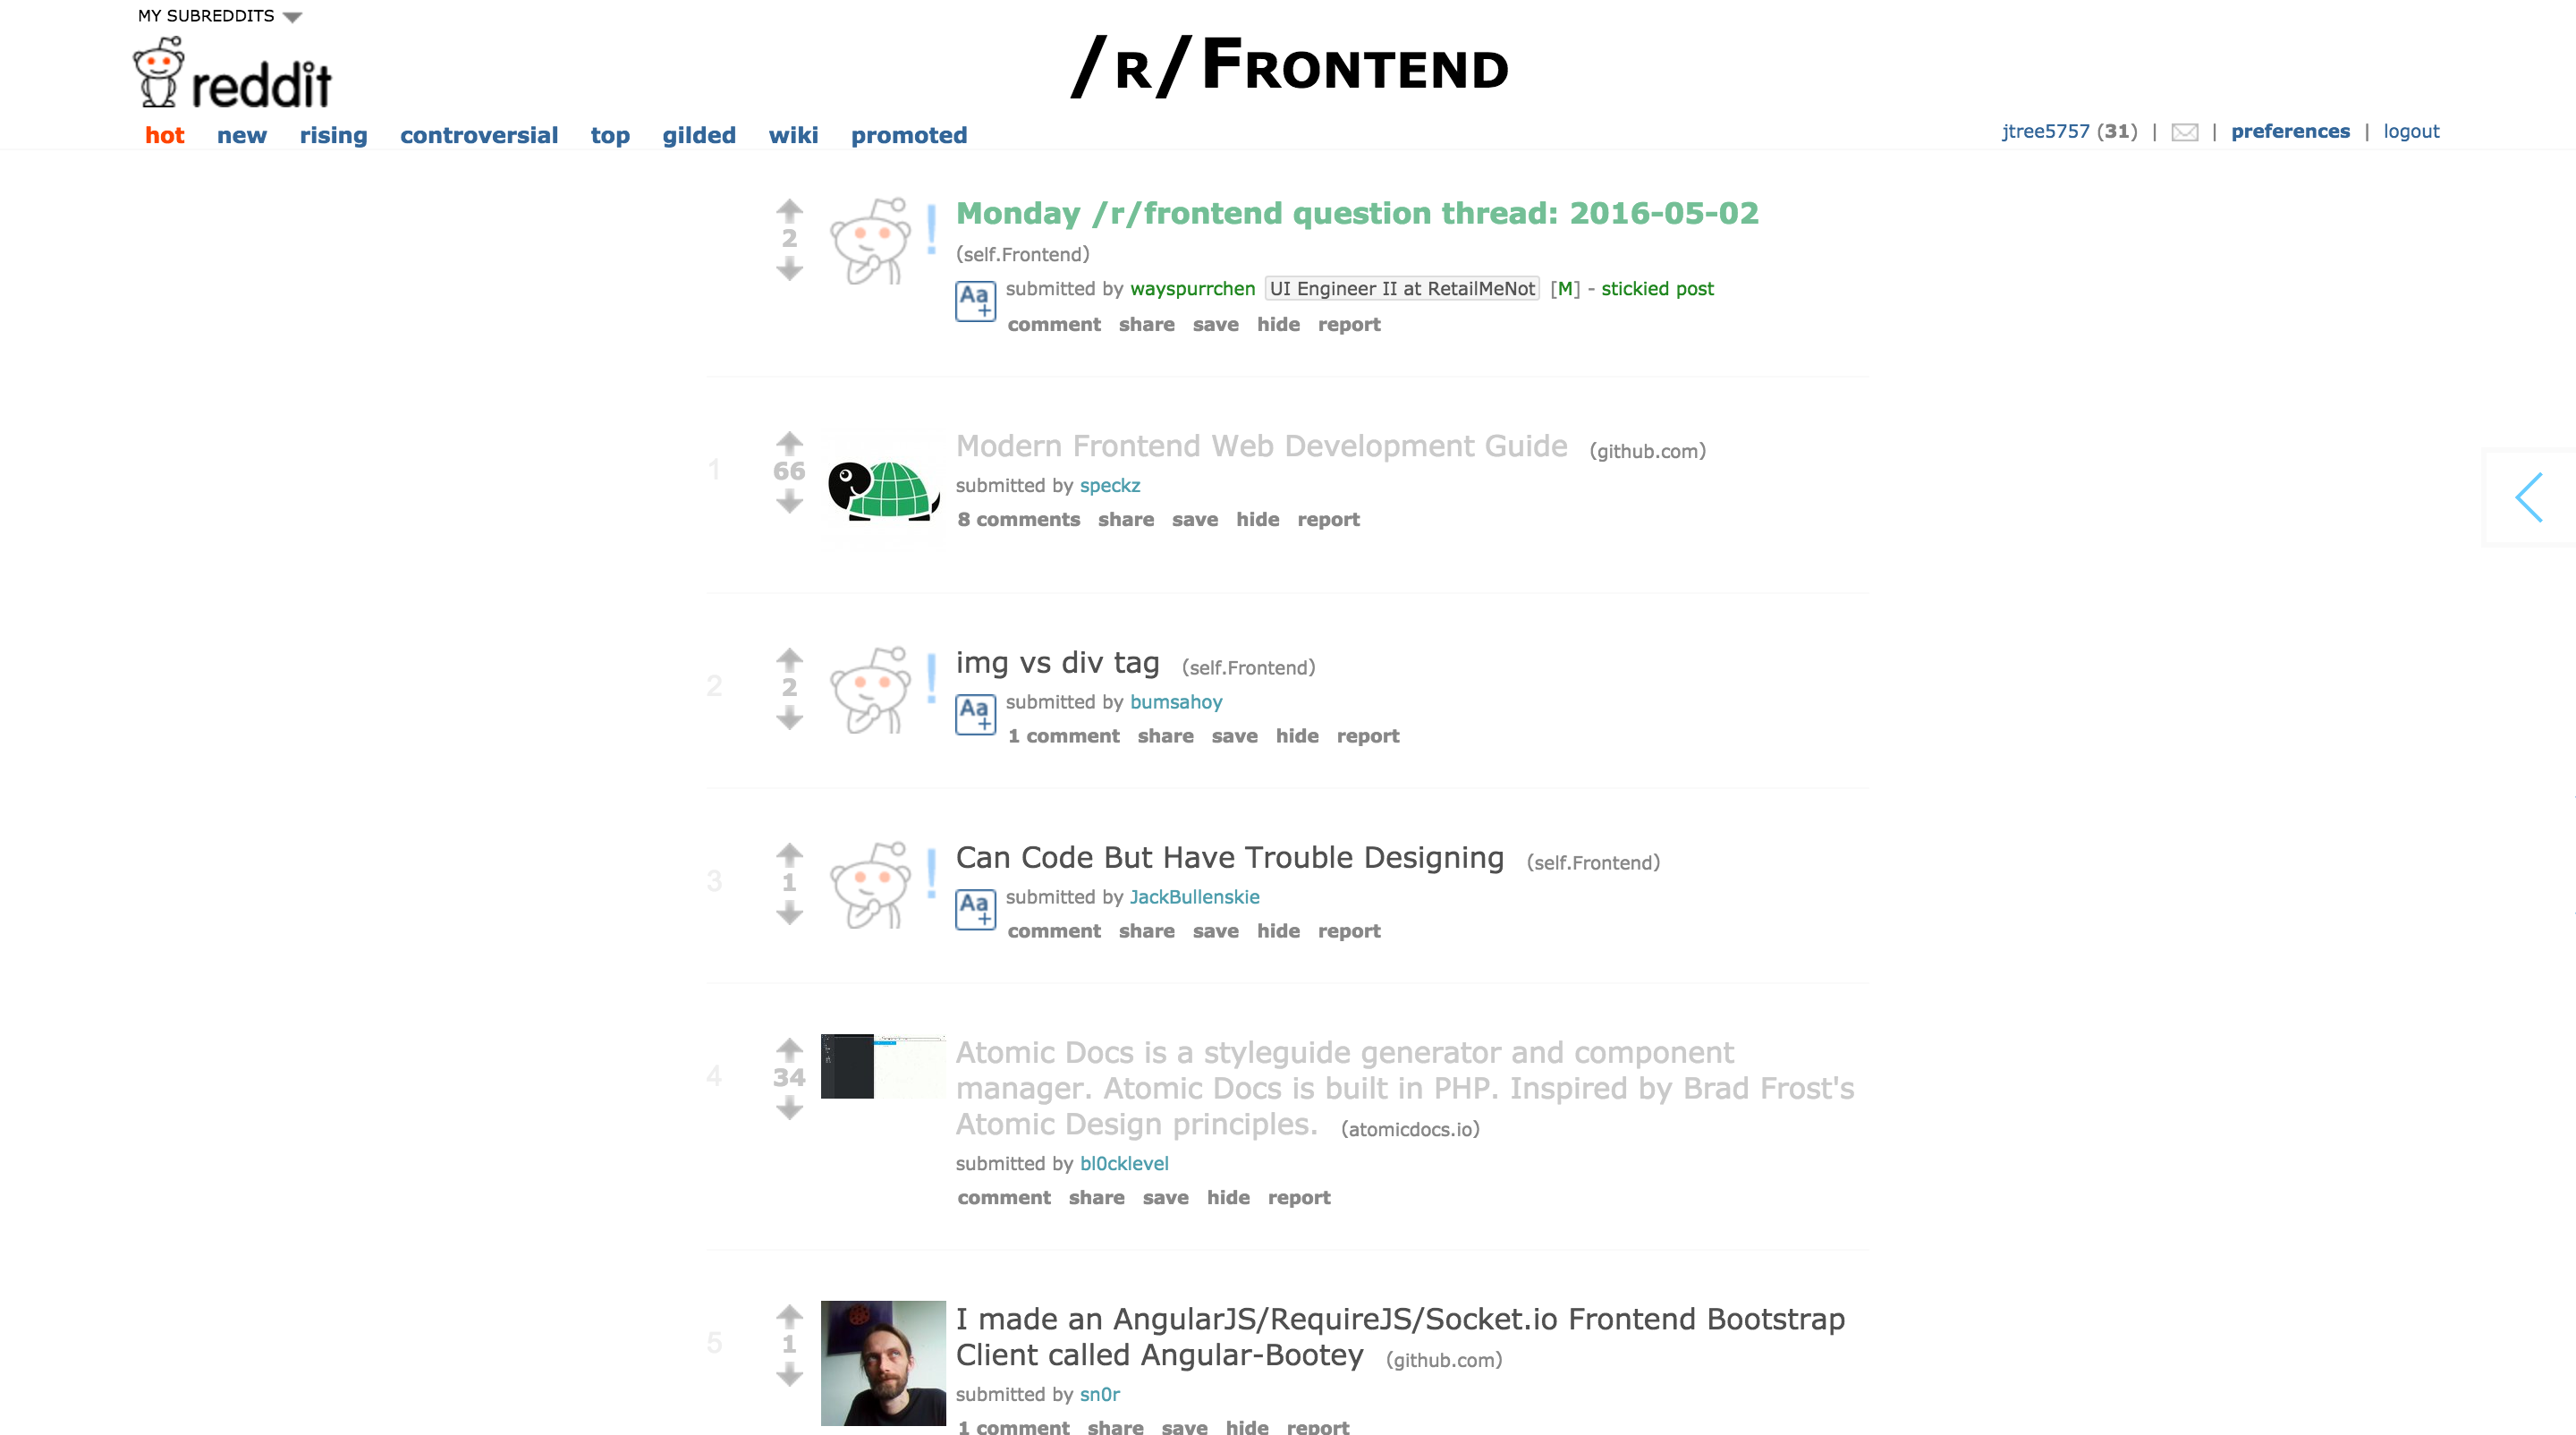 MY SUBREDDITS
reddit
/r/Frontend
hot new rising controversial top gilded wiki promoted
jtree5757 (31) | | preferences | logout
2
Monday /r/frontend question thread: 2016-05-02
(self.Frontend)
Aa+ submitted by wayspurrchen UI Engineer II at RetailMeNot [M] - stickied post
comment share save hide report
1
66
Modern Frontend Web Development Guide (github.com)
submitted by speckz
8 comments share save hide report
2
2
img vs div tag (self.Frontend)
Aa+ submitted by bumsahoy
1 comment share save hide report
3
1
Can Code But Have Trouble Designing (self.Frontend)
Aa+ submitted by JackBullenskie
comment share save hide report
4
34
Atomic Docs is a styleguide generator and component
manager. Atomic Docs is built in PHP. Inspired by Brad Frost's
Atomic Design principles. (atomicdocs.io)
submitted by bl0cklevel
comment share save hide report
5
1
I made an AngularJS/RequireJS/Socket.io Frontend Bootstrap
Client called Angular-Bootey (github.com)
submitted by sn0r
1 comment share save hide report